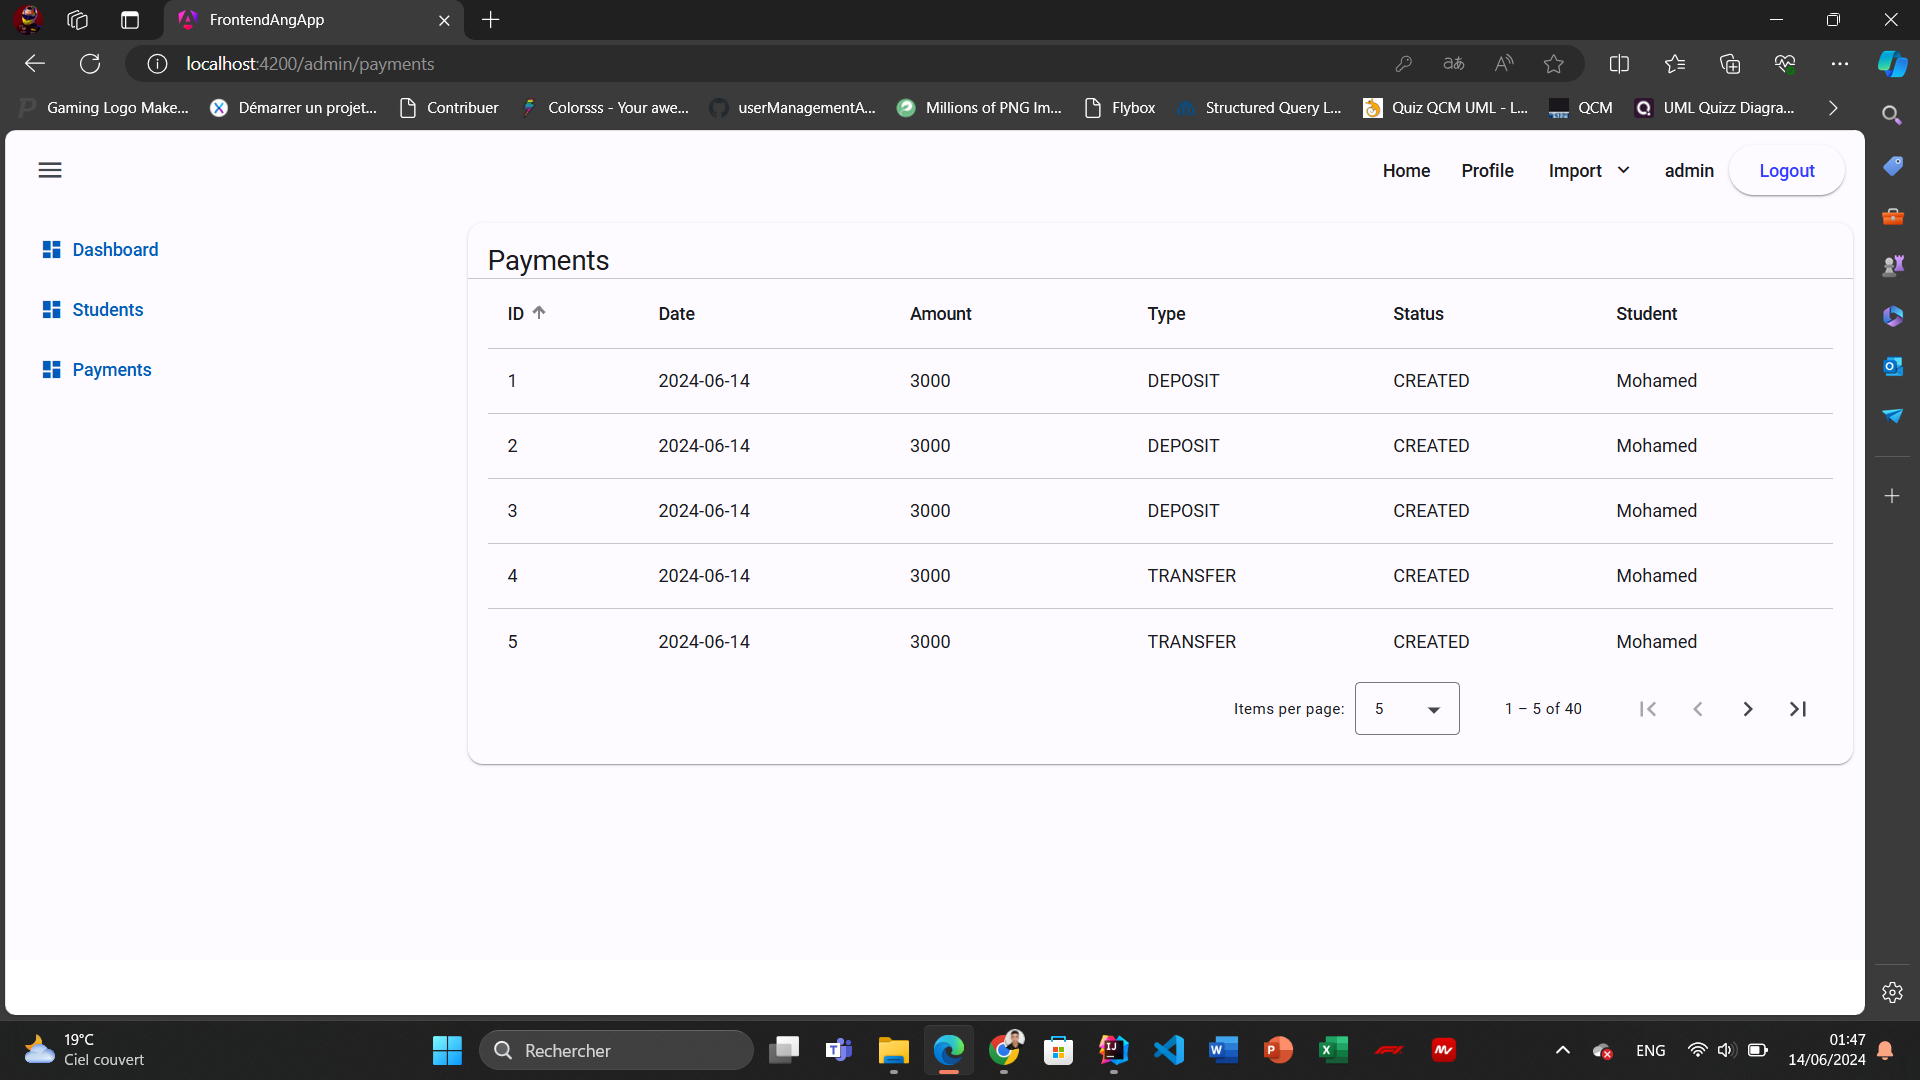 FrontendAngApp
localhost:4200/admin/payments
Gaming Logo Make... Démarrer un projet... Contribuer Colorsss - Your awe... userManagementA... Millions of PNG Im... Flybox Structured Query L... Quiz QCM UML - L... QCM UML Quizz Diagra...
Home Profile Import admin Logout
Dashboard
Students
Payments
Payments
ID Date Amount Type Status Student
1 2024-06-14 3000 DEPOSIT CREATED Mohamed
2 2024-06-14 3000 DEPOSIT CREATED Mohamed
3 2024-06-14 3000 DEPOSIT CREATED Mohamed
4 2024-06-14 3000 TRANSFER CREATED Mohamed
5 2024-06-14 3000 TRANSFER CREATED Mohamed
Items per page: 5 1 – 5 of 40
19°C
Ciel couvert
Rechercher
ENG
01:47
14/06/2024